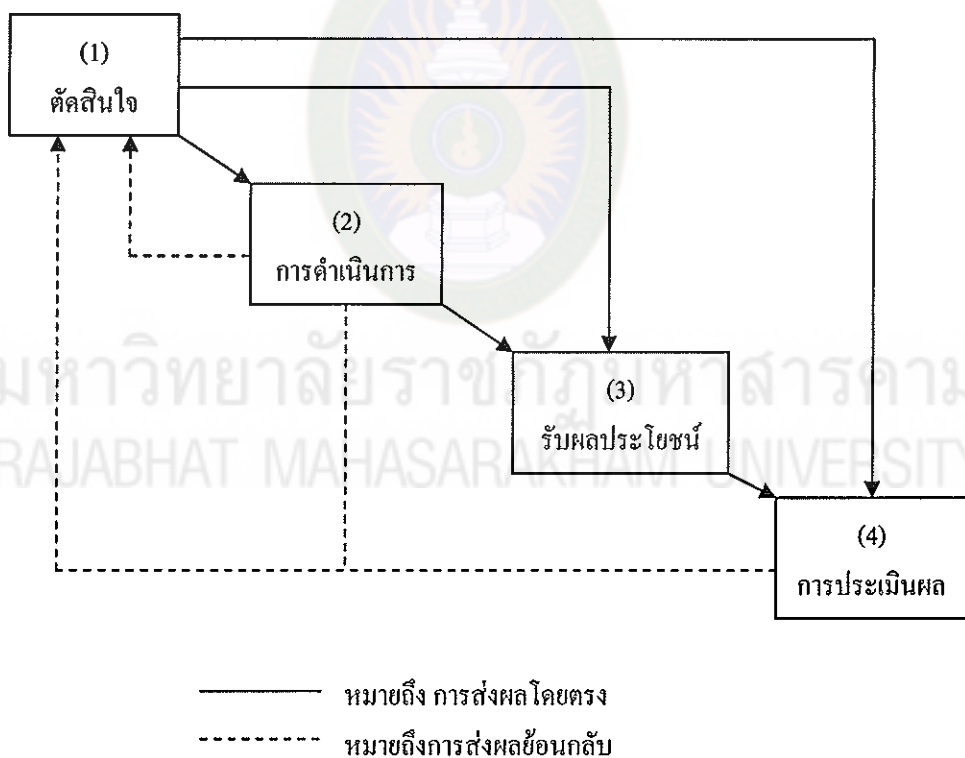 (1)
ตัดสินใจ
(2)
การดำเนินการ
มหาวิทยาลัยราชภัฏมหาสารคาม
RAJABHAT MAHASARAKHAM UNIVERSITY
(3)
รับผลประโยชน์
(4)
การประเมินผล
หมายถึง การส่งผลโดยตรง
หมายถึงการส่งผลย้อนกลับ